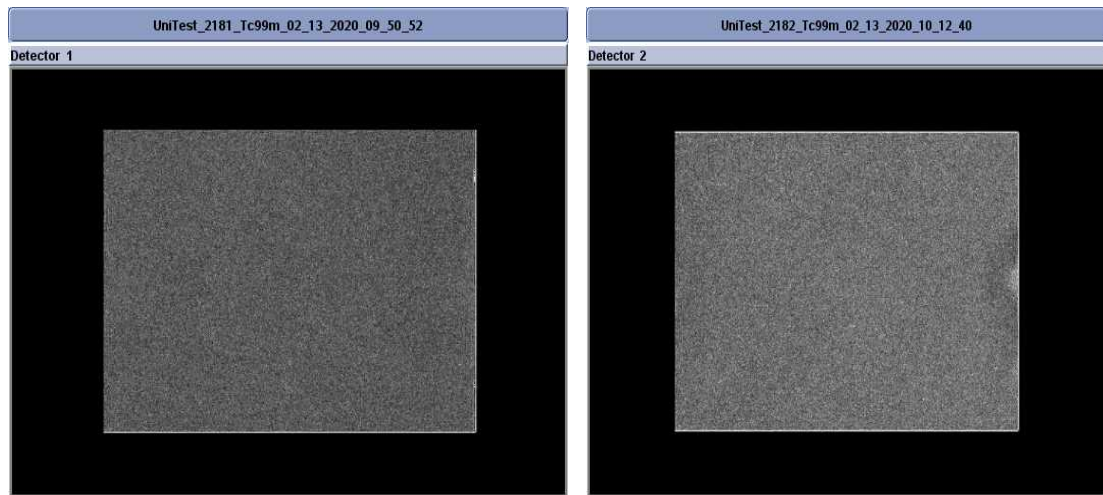 UniTest_2181_Tc99m_02_13_2020_09_50_52
Detector 1
UniTest_2182_Tc99m_02_13_2020_10_12_40
Detector 2